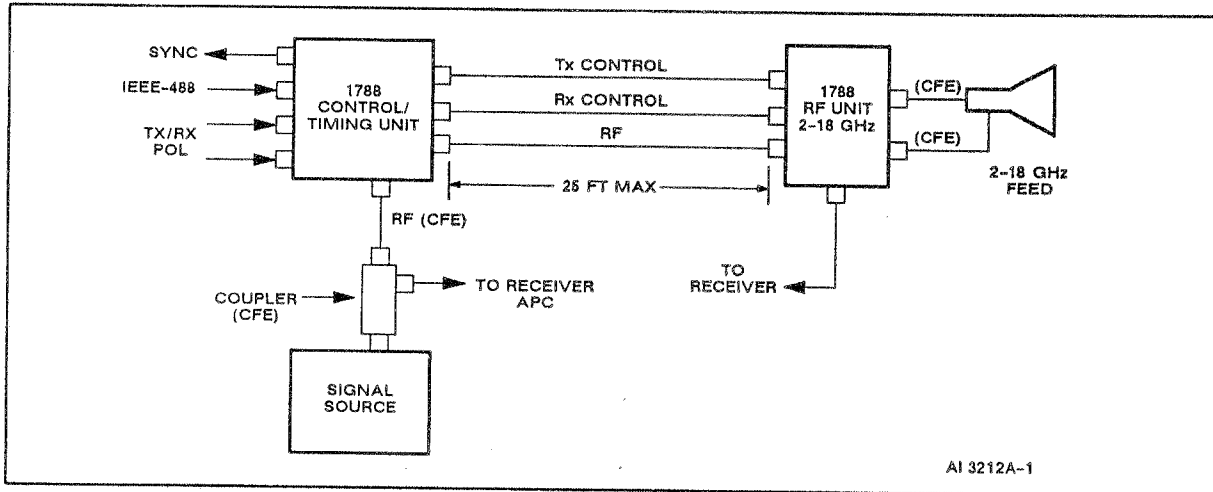 SYNC
IEEE-488
TX/RX
POL
1788
CONTROL/
TIMING UNIT
Tx CONTROL
Rx CONTROL
RF
25 FT MAX
1788
RF UNIT
2-18 GHz
(CFE)
(CFE)
2-18 GHz
FEED
RF (CFE)
COUPLER
(CFE)
TO RECEIVER
APC
TO
RECEIVER
SIGNAL
SOURCE
AI 3212A-1